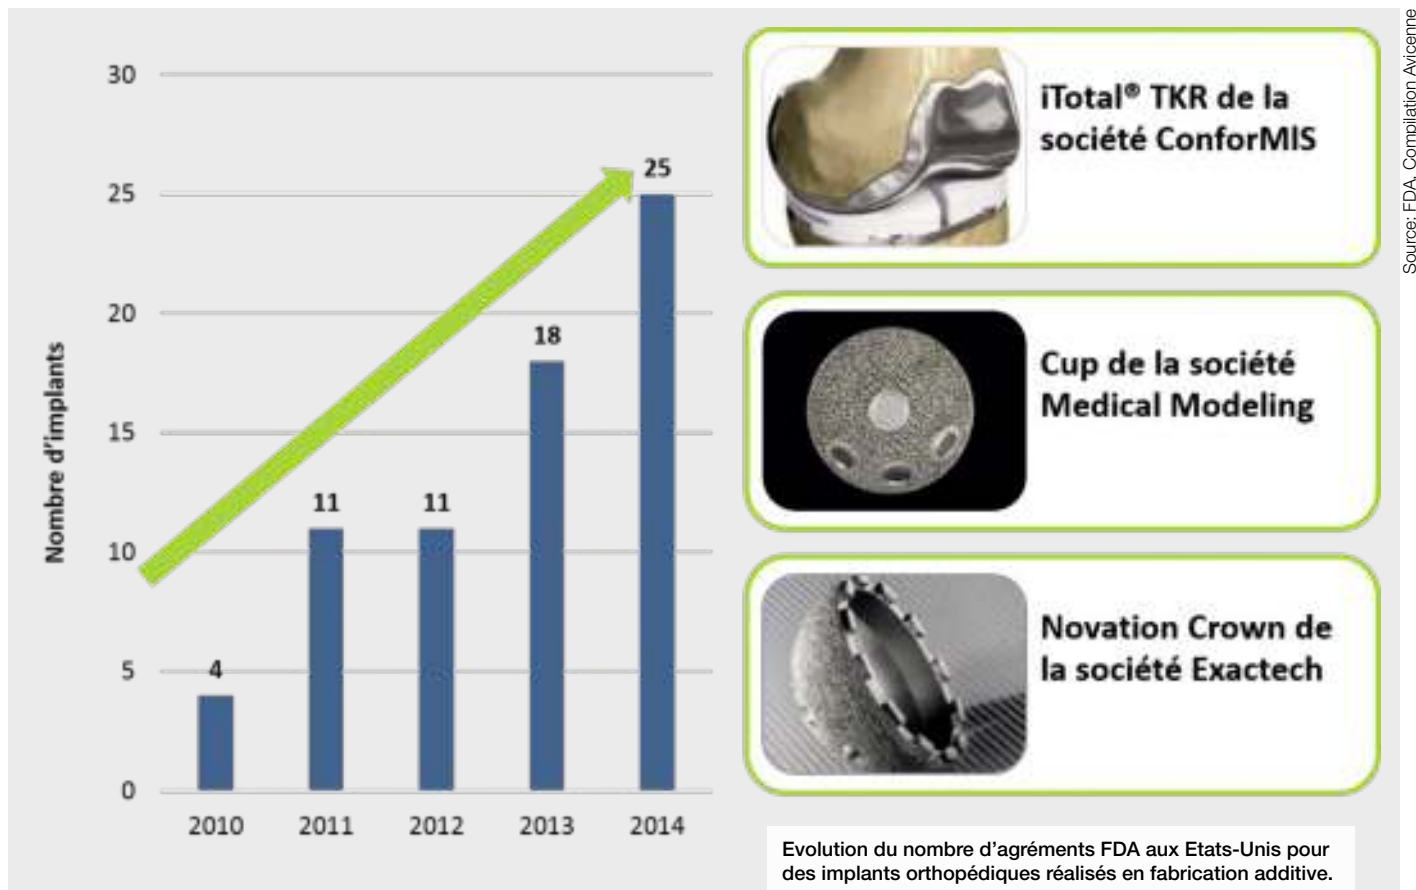 30
25
20
15
10
5
0
Nombre d'implants
4
11
11
18
25
2010 2011 2012 2013 2014
iTotal® TKR de la
société ConforMIS
Cup de la société
Medical Modeling
Novation Crown de
la société Exactech
Source: FDA, Compilation Avicenne
Evolution du nombre d'agréments FDA aux Etats-Unis pour
des implants orthopédiques réalisés en fabrication additive.